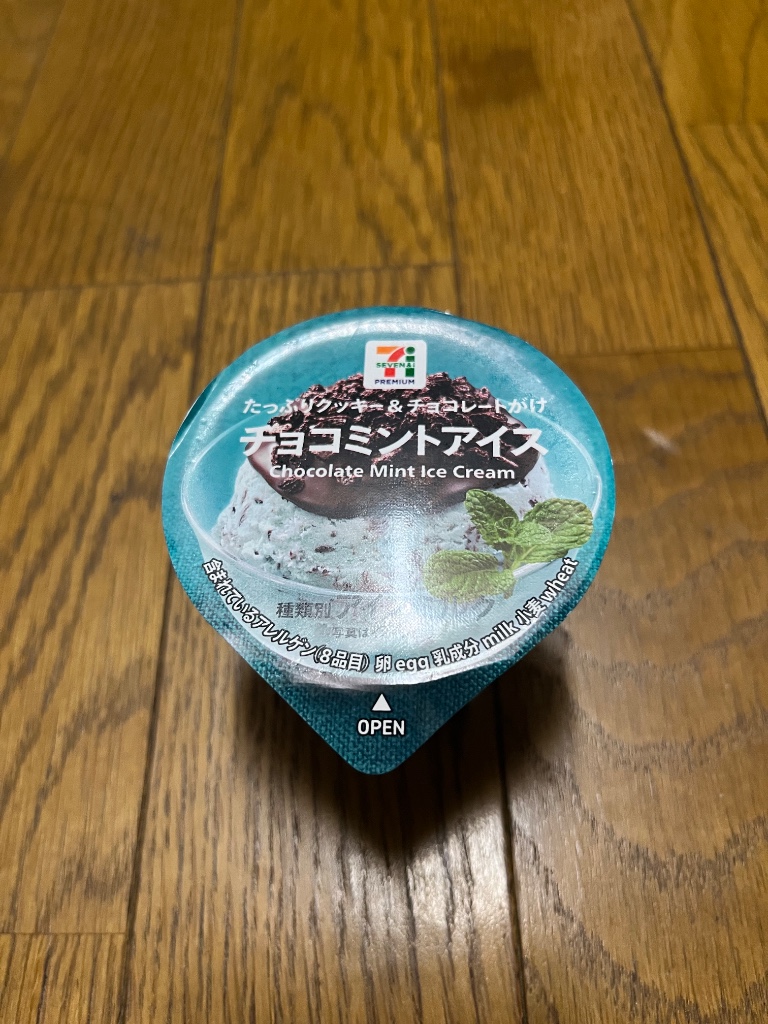 SEVEN&i
PREMIUM
たっぷりクッキー&チョコレートがけ
チョコミントアイス
Chocolate Mint Ice Cream
種類別
写真は
含まれているアレルゲン(8品目) 卵 egg 乳成分 milk 小麦 wheat
OPEN